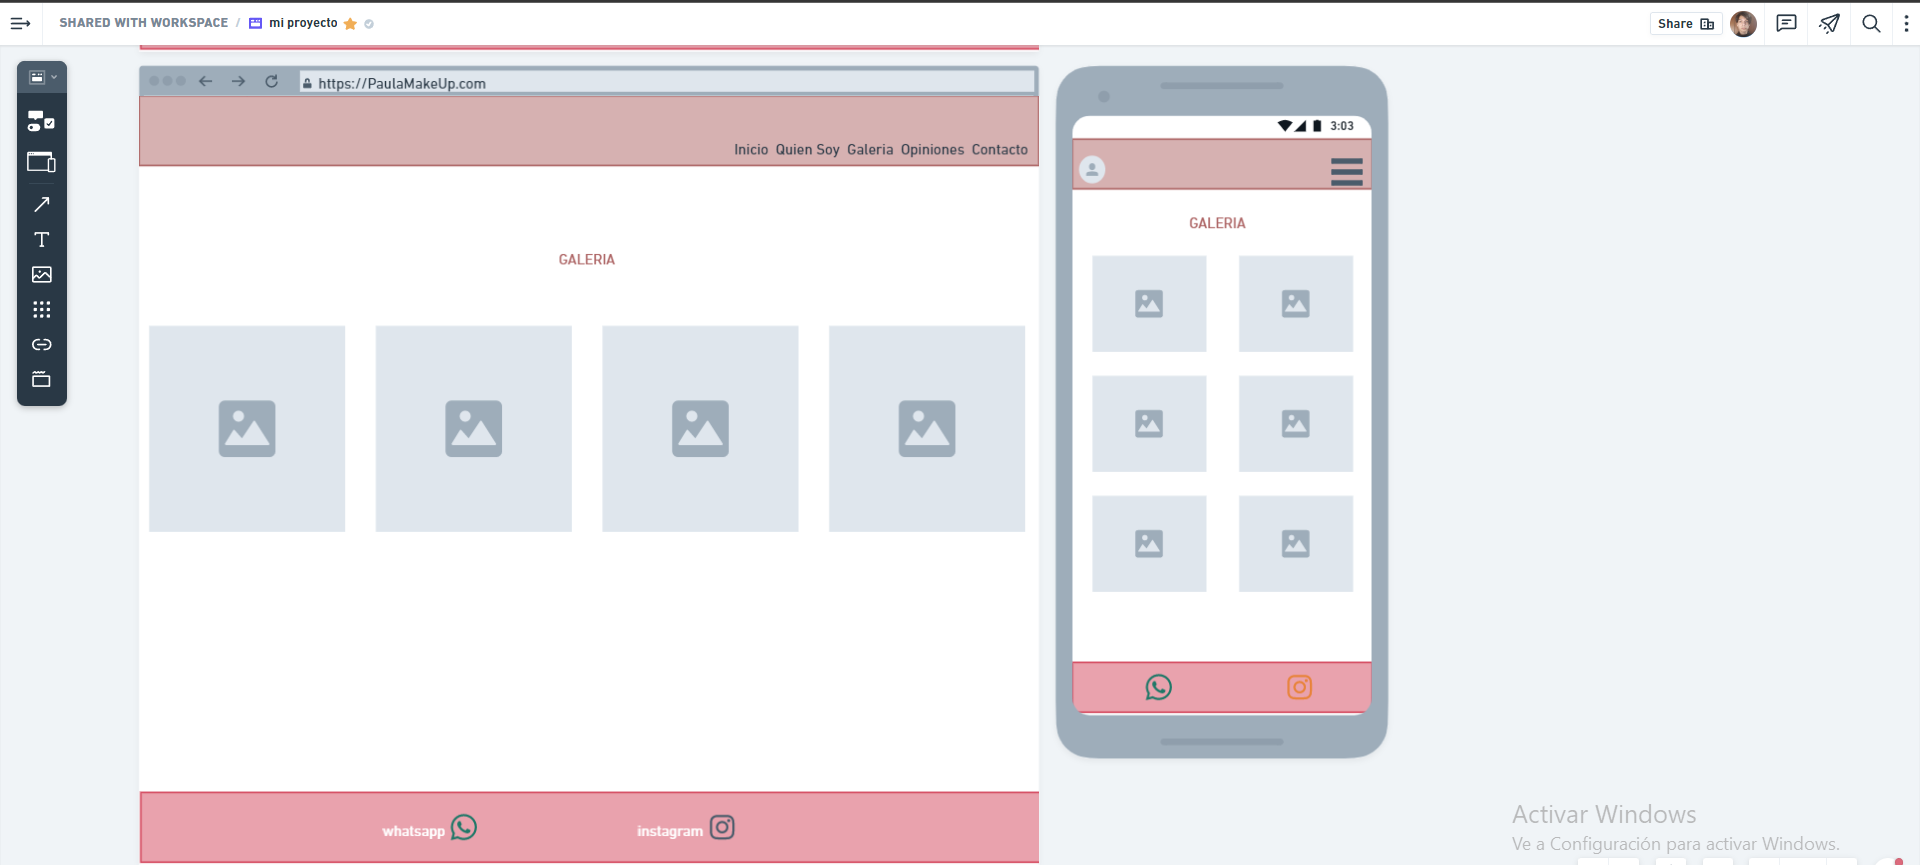 SHARED WITH WORKSPACE / mi proyecto
Share
https://PaulaMakeUp.com
Inicio Quien Soy Galeria Opiniones Contacto
GALERIA
whatsapp
instagram
3:03
GALERIA
Activar Windows
Ve a Configuración para activar Windows.